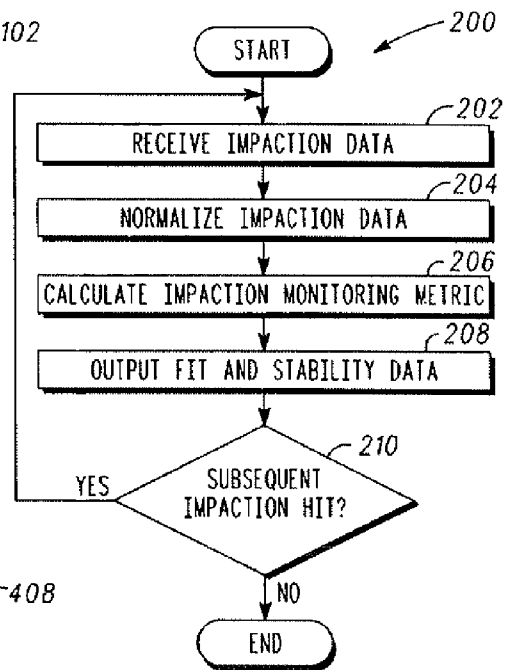 102
200
START
202
RECEIVE IMPACTION DATA
204
NORMALIZE IMPACTION DATA
206
CALCULATE IMPACTION MONITORING METRIC
208
OUTPUT FIT AND STABILITY DATA
210
SUBSEQUENT
IMPACTION HIT?
YES
NO
408
END